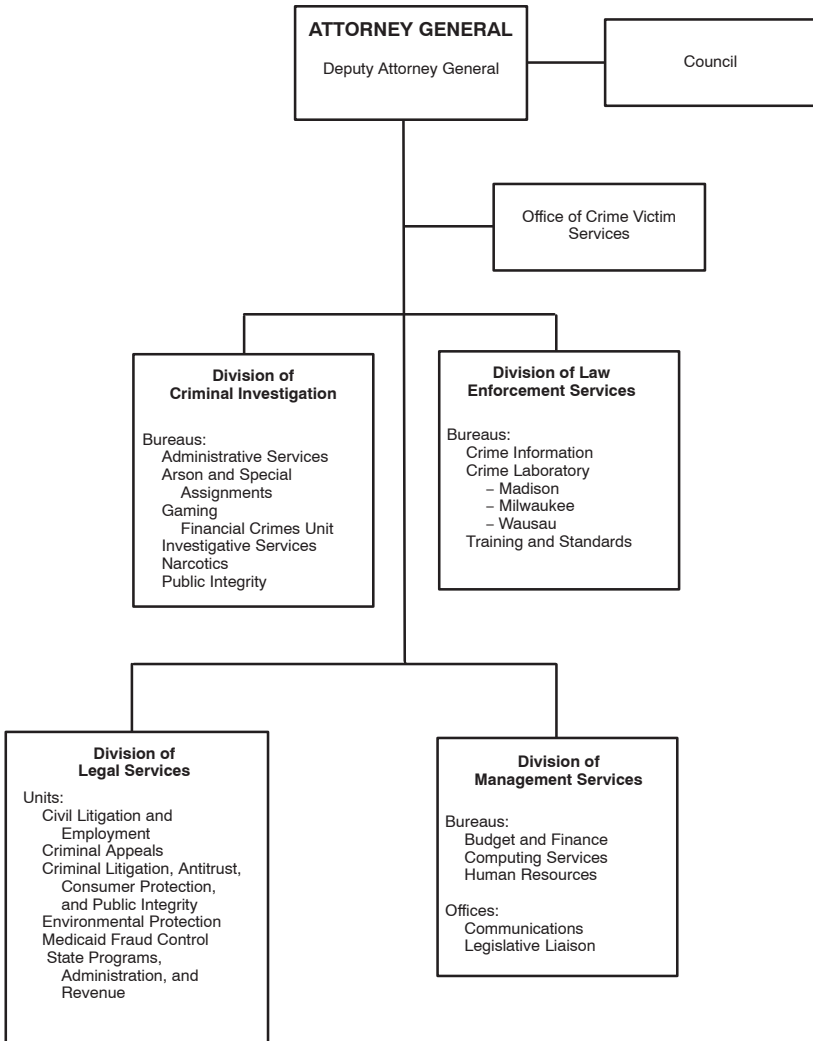 ATTORNEY GENERAL
Deputy Attorney General
Council
Office of Crime Victim
Services
Division of
Criminal Investigation
Bureaus:
Administrative Services
Arson and Special
Assignments
Gaming
Financial Crimes Unit
Investigative Services
Narcotics
Public Integrity
Division of Law
Enforcement Services
Bureaus:
Crime Information
Crime Laboratory
– Madison
– Milwaukee
– Wausau
Training and Standards
Division of
Legal Services
Units:
Civil Litigation and
Employment
Criminal Appeals
Criminal Litigation, Antitrust,
Consumer Protection,
and Public Integrity
Environmental Protection
Medicaid Fraud Control
State Programs,
Administration, and
Revenue
Division of
Management Services
Bureaus:
Budget and Finance
Computing Services
Human Resources
Offices:
Communications
Legislative Liaison